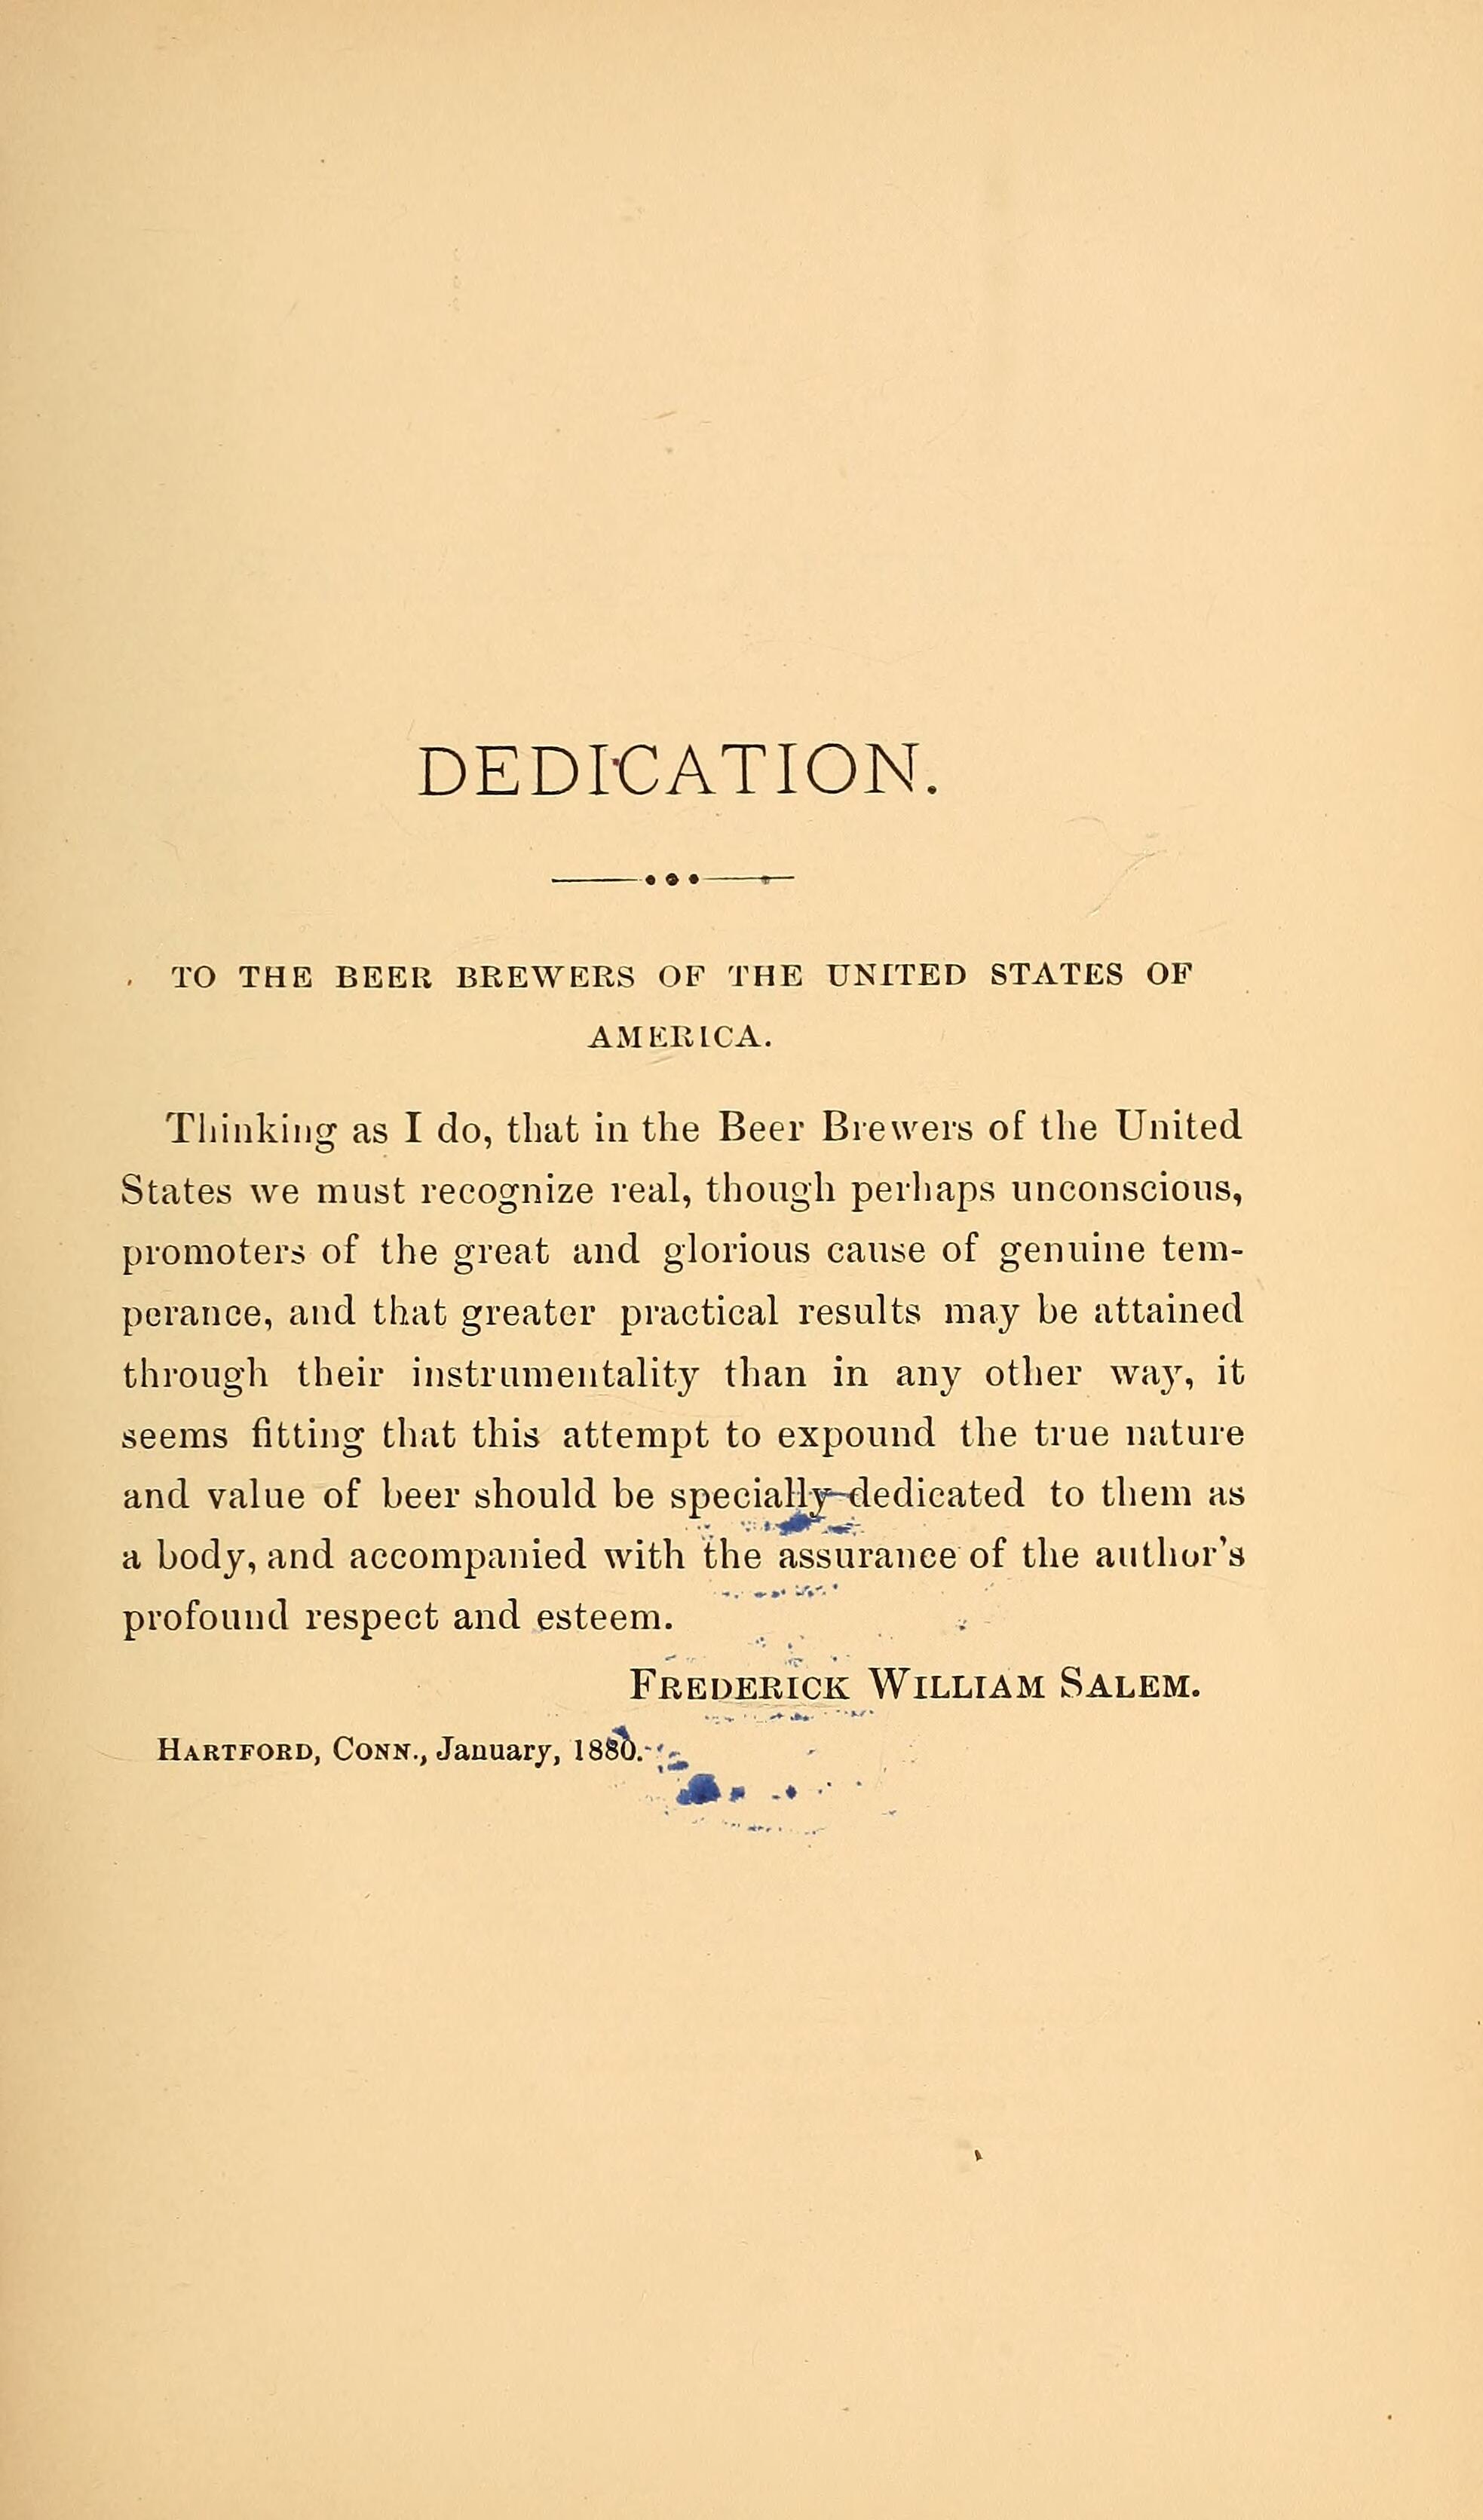 DEDICATION.
TO THE BEER BREWERS OF THE UNITED STATES OF
AMERICA.
Thinking as I do, that in the Beer Brewers of the United
States we must recognize real, though perhaps unconscious,
promoters of the great and glorious cause of genuine tem-
perance, and that greater practical results may be attained
through their instrumentality than in any other way, it
seems fitting that this attempt to expound the true nature
and value of beer should be specially dedicated to them as
a body, and accompanied with the assurance of the author's
profound respect and esteem.
FREDERICK WILLIAM SALEM.
HARTFORD, CONN., January, 1880.